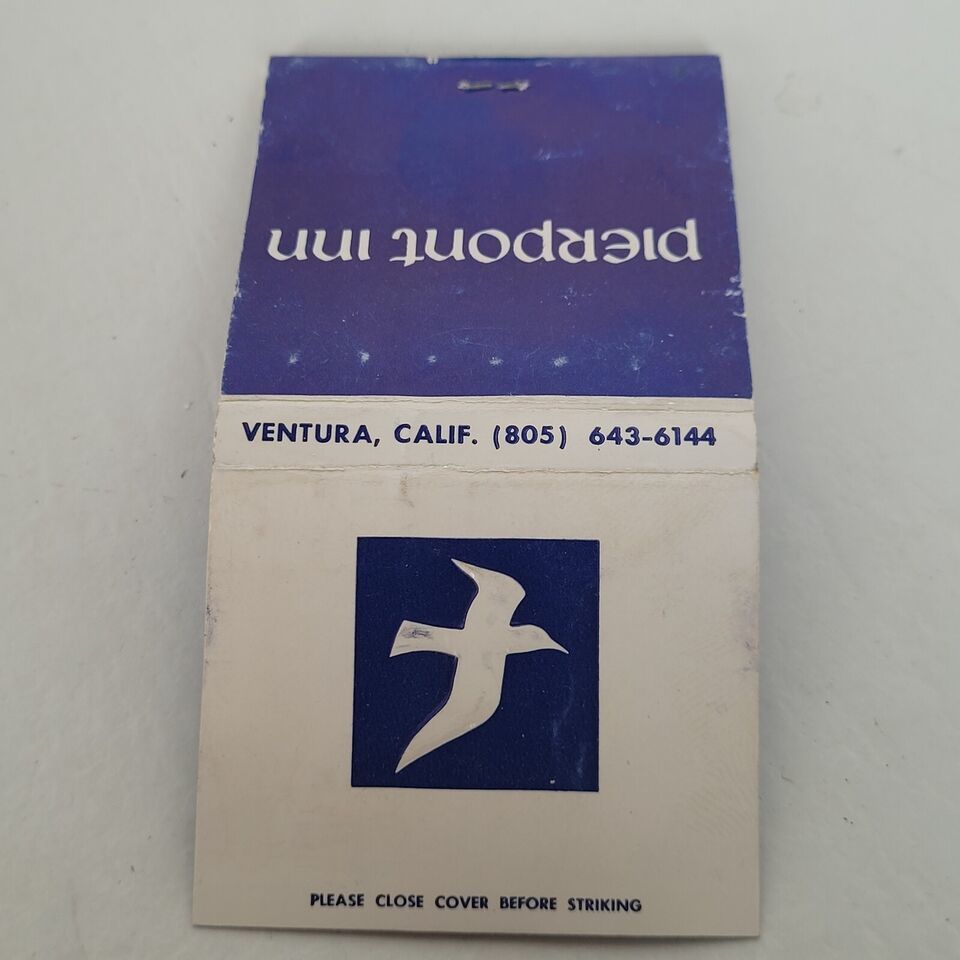 pierpont inn
VENTURA, CALIF. (805) 643-6144
PLEASE CLOSE COVER BEFORE STRIKING